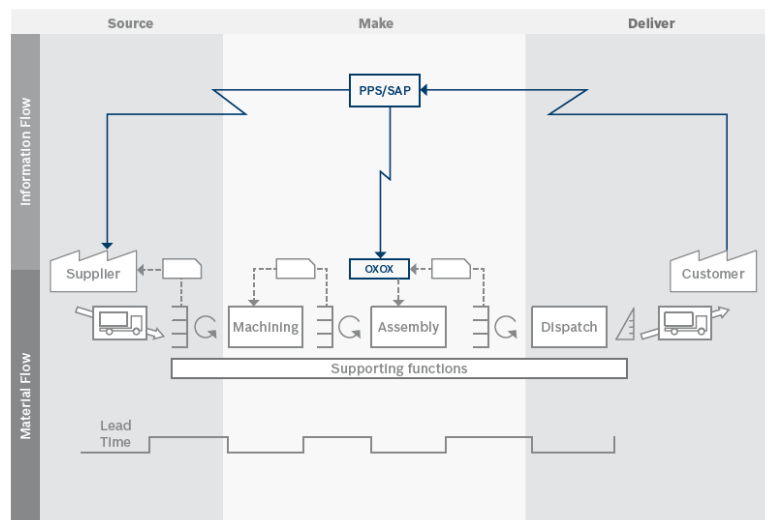 Source
Make
Deliver
Information Flow
PPS/SAP
Supplier
OXOX
Customer
Machining
Assembly
Dispatch
Supporting functions
Material Flow
Lead
Time